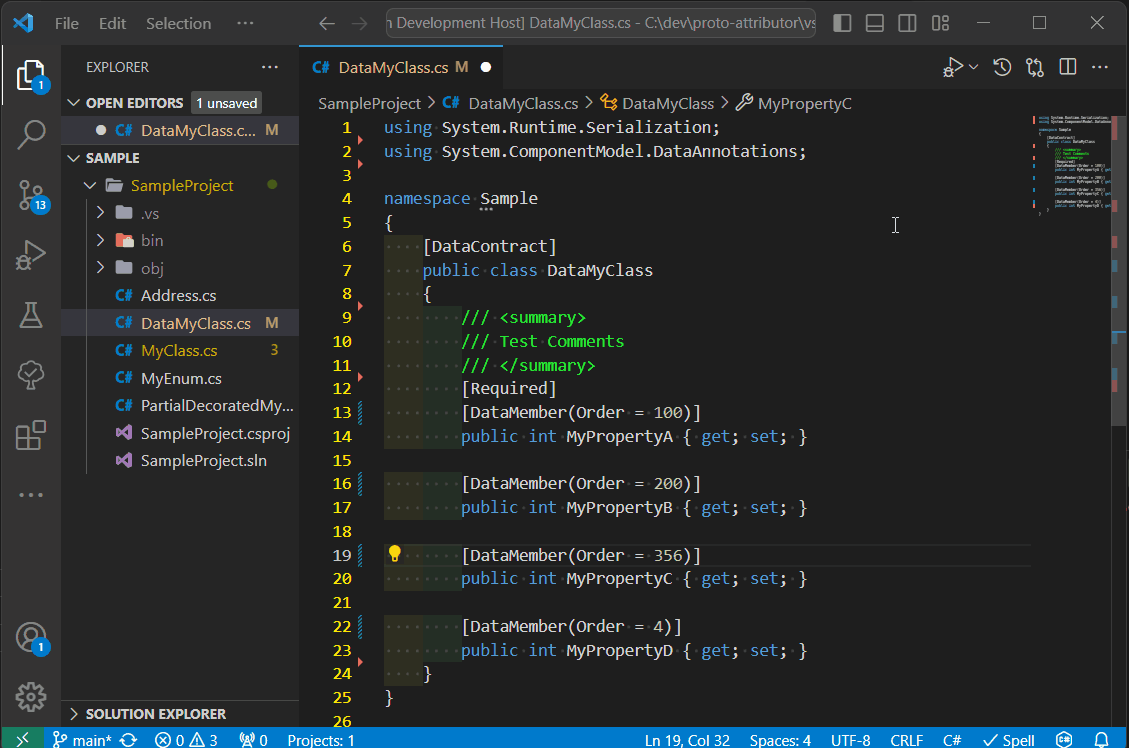 File Edit Selection ···
n Development Host] DataMyClass.cs - C:\dev\proto-attributor\vs
EXPLORER ···
OPEN EDITORS 1 unsaved
C# DataMyClass.c... M
SAMPLE
SampleProject
.vs
bin
obj
C# Address.cs
C# DataMyClass.cs M
C# MyClass.cs 3
C# MyEnum.cs
C# PartialDecoratedMy...
SampleProject.csproj
SampleProject.sln
SOLUTION EXPLORER
1
13
1
C# DataMyClass.cs M
SampleProject > C# DataMyClass.cs > DataMyClass > MyPropertyC
1 using System.Runtime.Serialization;
2 using System.ComponentModel.DataAnnotations;
3
4 namespace Sample
5 {
6 [DataContract]
7 public class DataMyClass
8 {
9 /// <summary>
10 /// Test Comments
11 /// </summary>
12 [Required]
13 [DataMember(Order = 100)]
14 public int MyPropertyA { get; set; }
15
16 [DataMember(Order = 200)]
17 public int MyPropertyB { get; set; }
18
19 [DataMember(Order = 356)]
20 public int MyPropertyC { get; set; }
21
22 [DataMember(Order = 4)]
23 public int MyPropertyD { get; set; }
24 }
25 }
26
main* 0 3 0 Projects: 1 Ln 19, Col 32 Spaces: 4 UTF-8 CRLF C# Spell